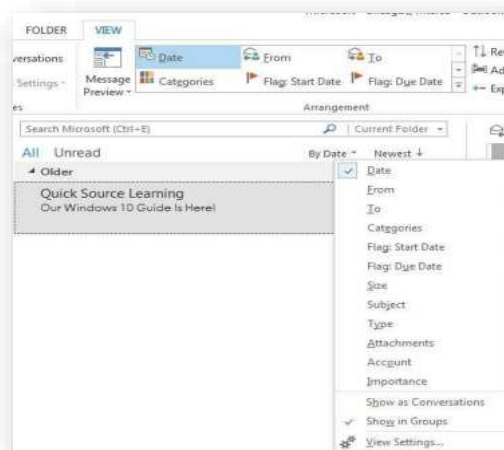 FOLDER VIEW
Date From To
Message Preview Categories Flag: Start Date Flag: Due Date
Settings
Arrangement
Search Microsoft (Ctrl+E) Current Folder
All Unread By Date Newest ↓
Older
Quick Source Learning
Our Windows 10 Guide Is Here!
Date
From
To
Categories
Flag: Start Date
Flag: Due Date
Size
Subject
Type
Attachments
Account
Importance
Show as Conversations
Show in Groups
View Settings...